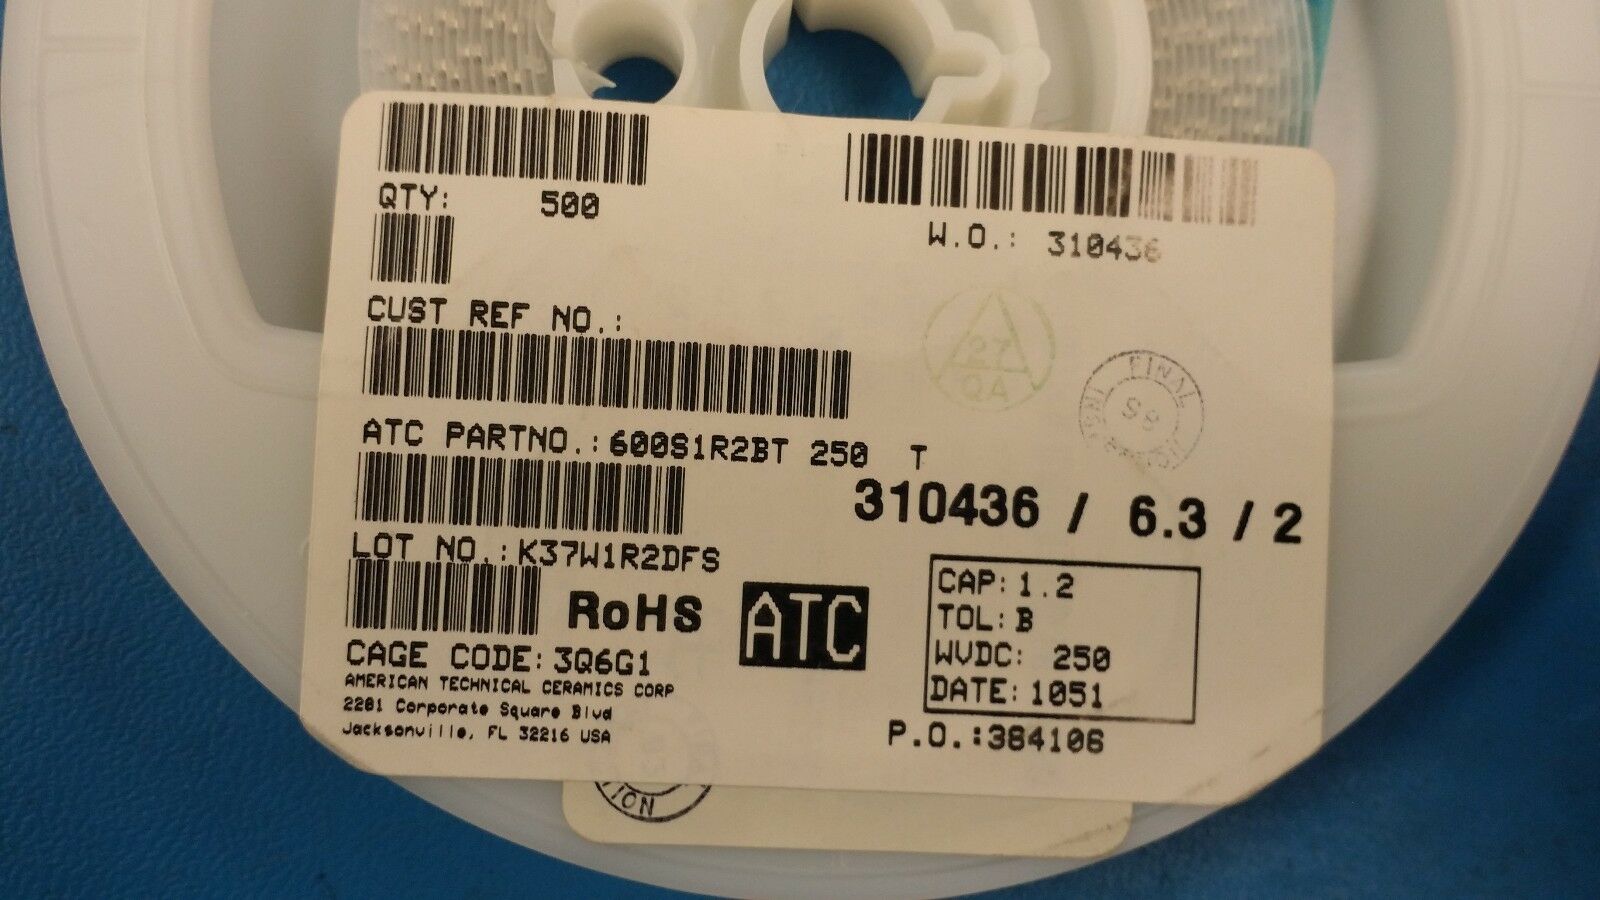 QTY: 500
W.O.: 310436
CUST REF NO.:
27
QA
FINAL
S8
ATC PARTNO.: 600S1R2BT 250 T
310436 / 6.3 / 2
LOT NO.: K37W1R2DFS
RoHS
ATC
CAP: 1.2
TOL: B
WVDC: 250
DATE: 1051
CAGE CODE: 3Q6G1
AMERICAN TECHNICAL CERAMICS CORP
2201 Corporate Square Blvd
Jacksonville, FL 32216 USA
P.O.:384106